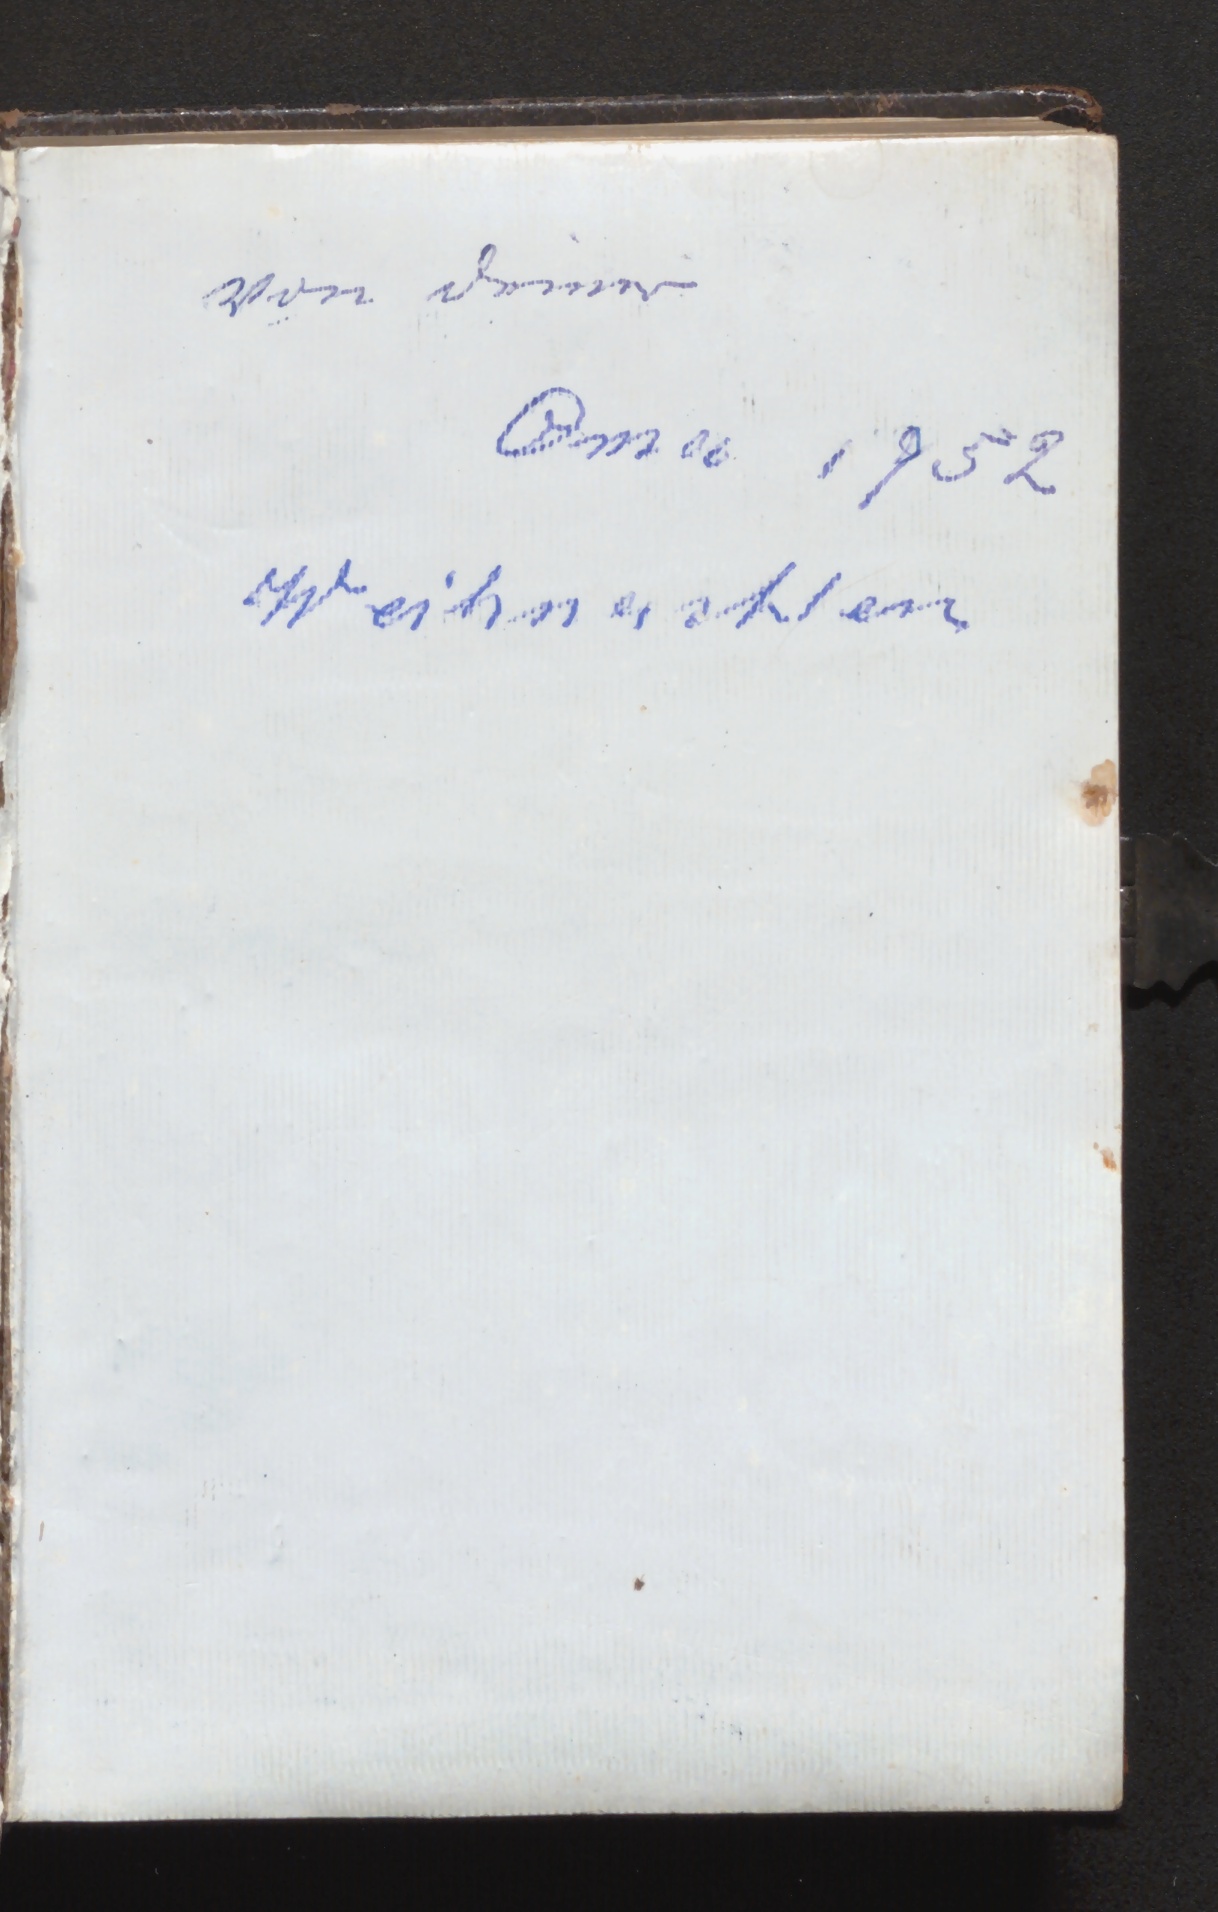 von deiner
Oma 1952
Weihnachten